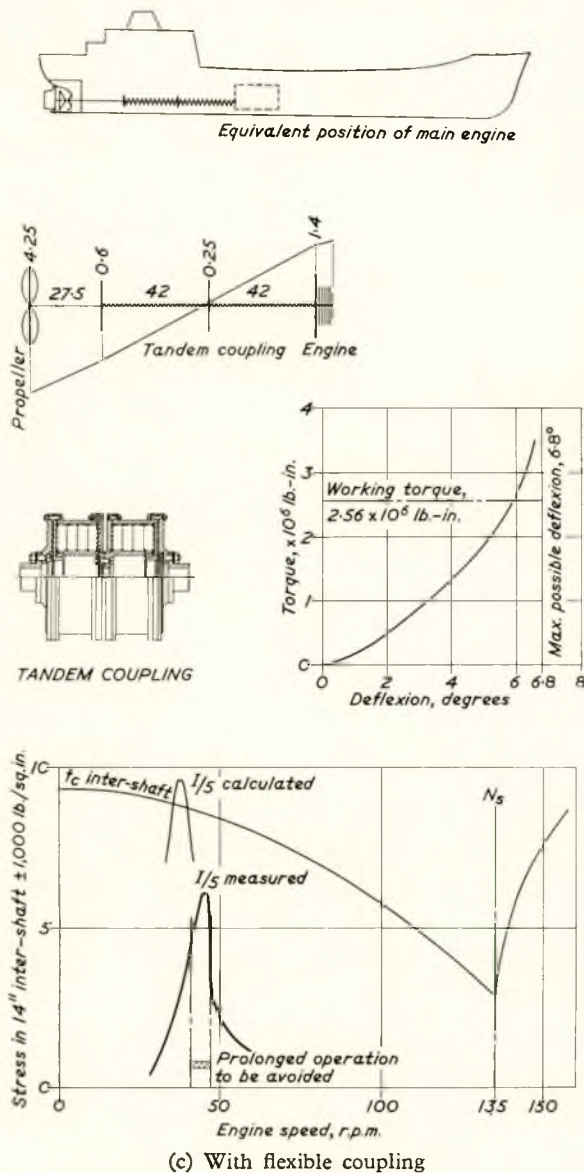 Equivalent position of main engine
4·25
0·6
0·25
1·4
27·5
42
42
Propeller
Tandem coupling
Engine
TANDEM COUPLING
Torque, x10⁶ lb.-in.
4
3
2
1
0
Working torque,
2·56 x 10⁶ lb.-in.
Max. possible deflexion, 6·8°
0
2
4
6
6·8
8
Deflexion, degrees
Stress in 14" inter-shaft ±1,000 lb./sq.in.
10
5
0
tc inter-shaft
I/5 calculated
I/5 measured
Ns
Prolonged operation
to be avoided
0
50
100
135
150
Engine speed, r.p.m.
(c) With flexible coupling